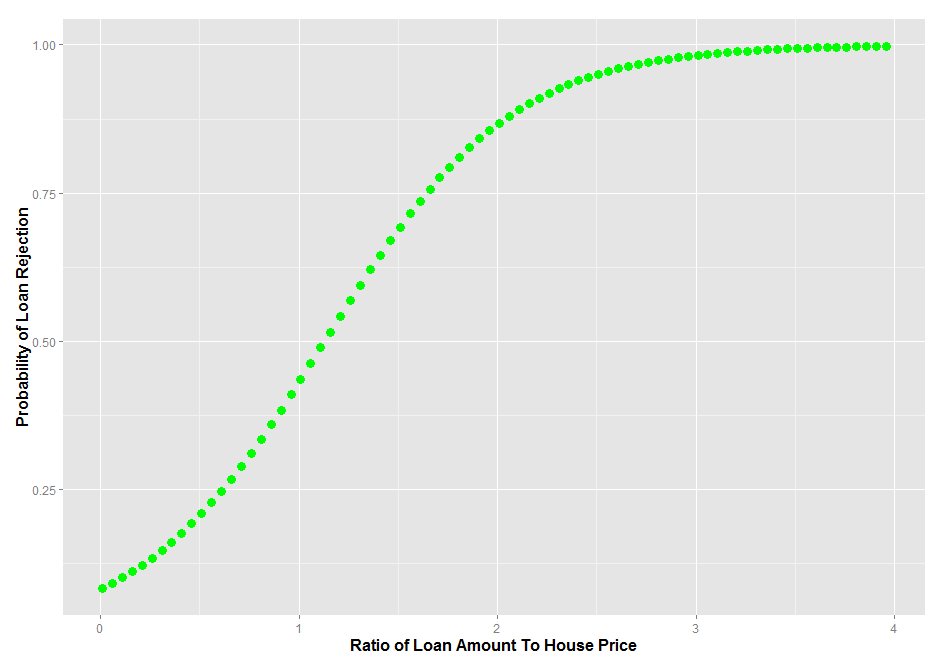 1.00
0.75
0.50
0.25
Probability of Loan Rejection
0 1 2 3 4
Ratio of Loan Amount To House Price